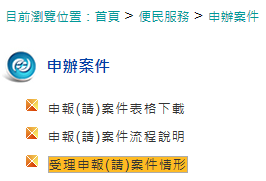 目前瀏覽位置：首頁 > 便民服務 > 申辦案件
申辦案件
申報(請)案件表格下載
申報(請)案件流程說明
受理申報(請)案件情形